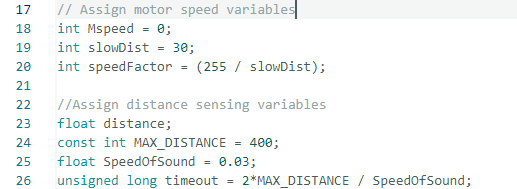 17 // Assign motor speed variables
18 int Mspeed = 0;
19 int slowDist = 30;
20 int speedFactor = (255 / slowDist);
21
22 //Assign distance sensing variables
23 float distance;
24 const int MAX_DISTANCE = 400;
25 float SpeedOfSound = 0.03;
26 unsigned long timeout = 2*MAX_DISTANCE / SpeedOfSound;